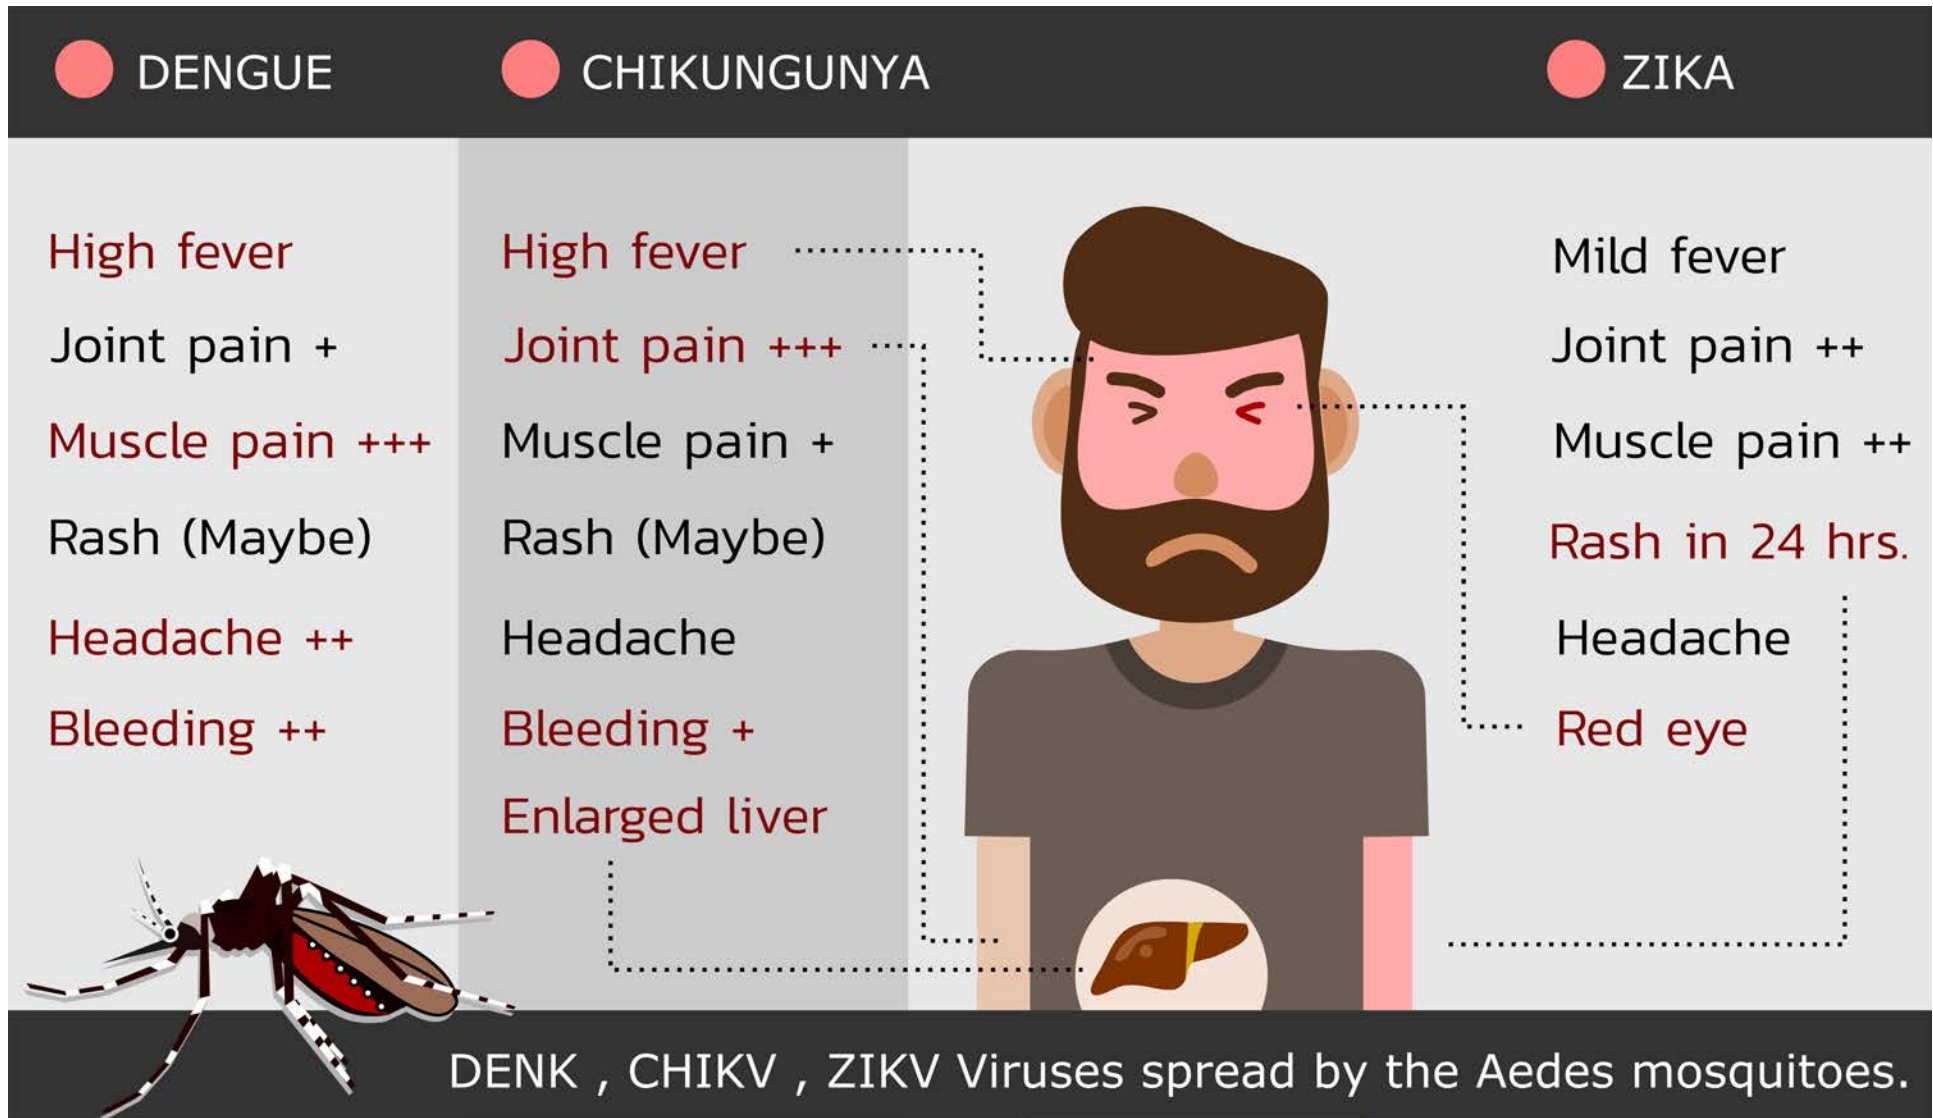 DENGUE
High fever
Joint pain +
Muscle pain +++
Rash (Maybe)
Headache ++
Bleeding ++
CHIKUNGUNYA
High fever
Joint pain +++
Muscle pain +
Rash (Maybe)
Headache
Bleeding +
Enlarged liver
ZIKA
Mild fever
Joint pain ++
Muscle pain ++
Rash in 24 hrs.
Headache
Red eye
DENK , CHIKV , ZIKV Viruses spread by the Aedes mosquitoes.